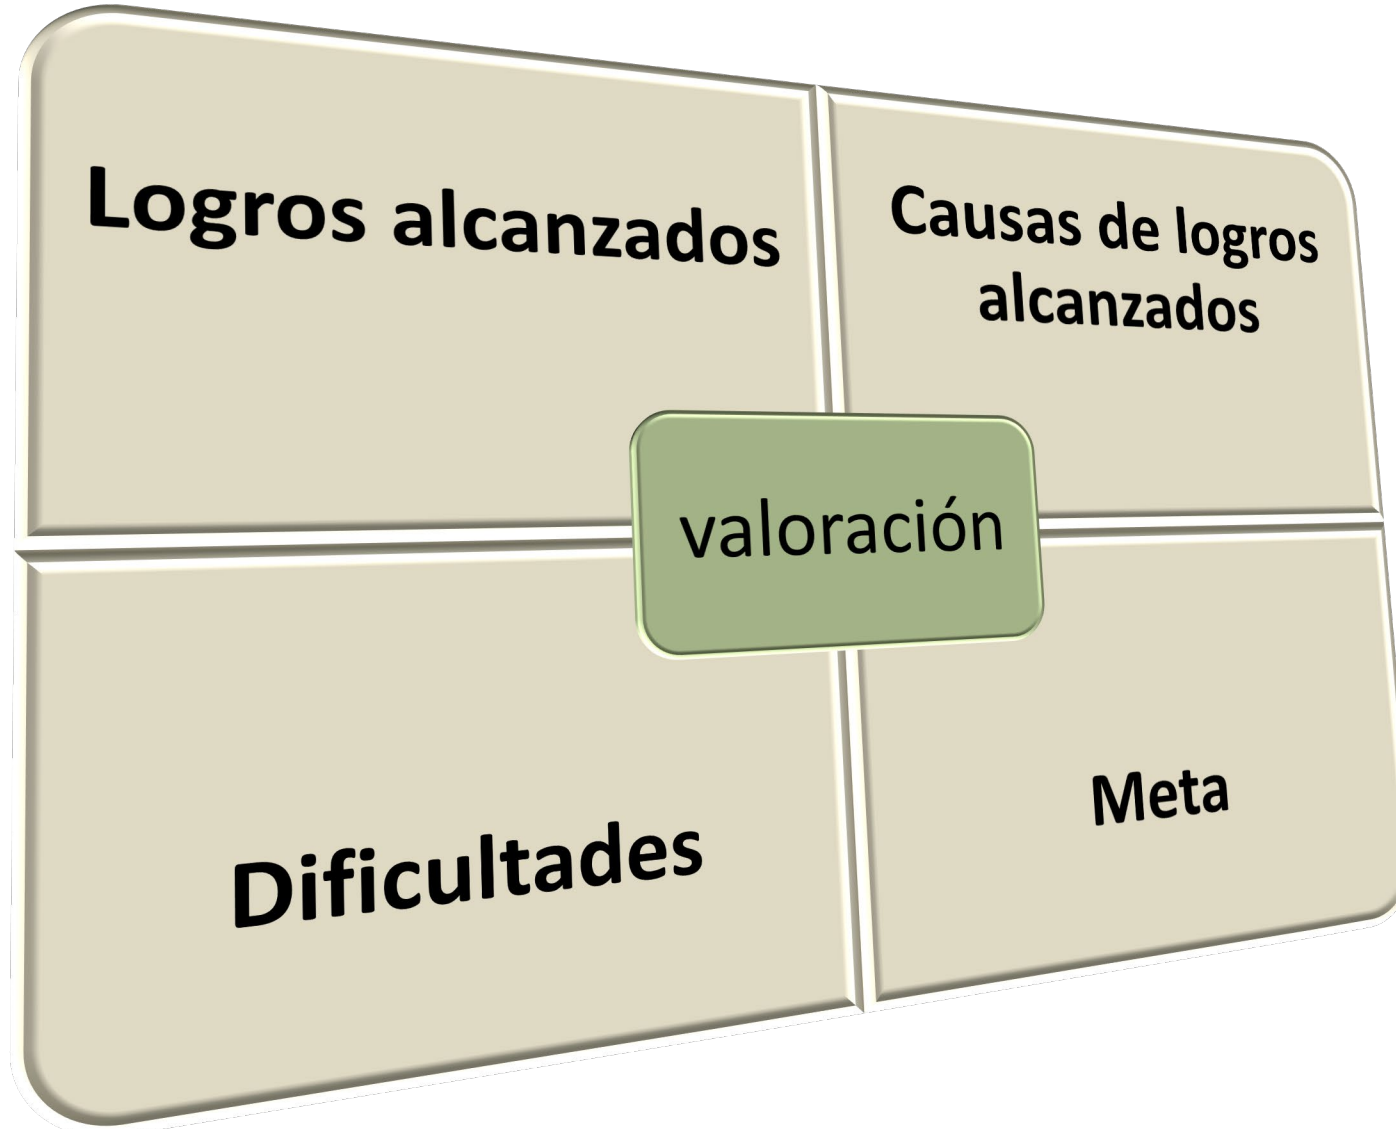 Logros alcanzados
Causas de logros
alcanzados
valoración
Dificultades
Meta